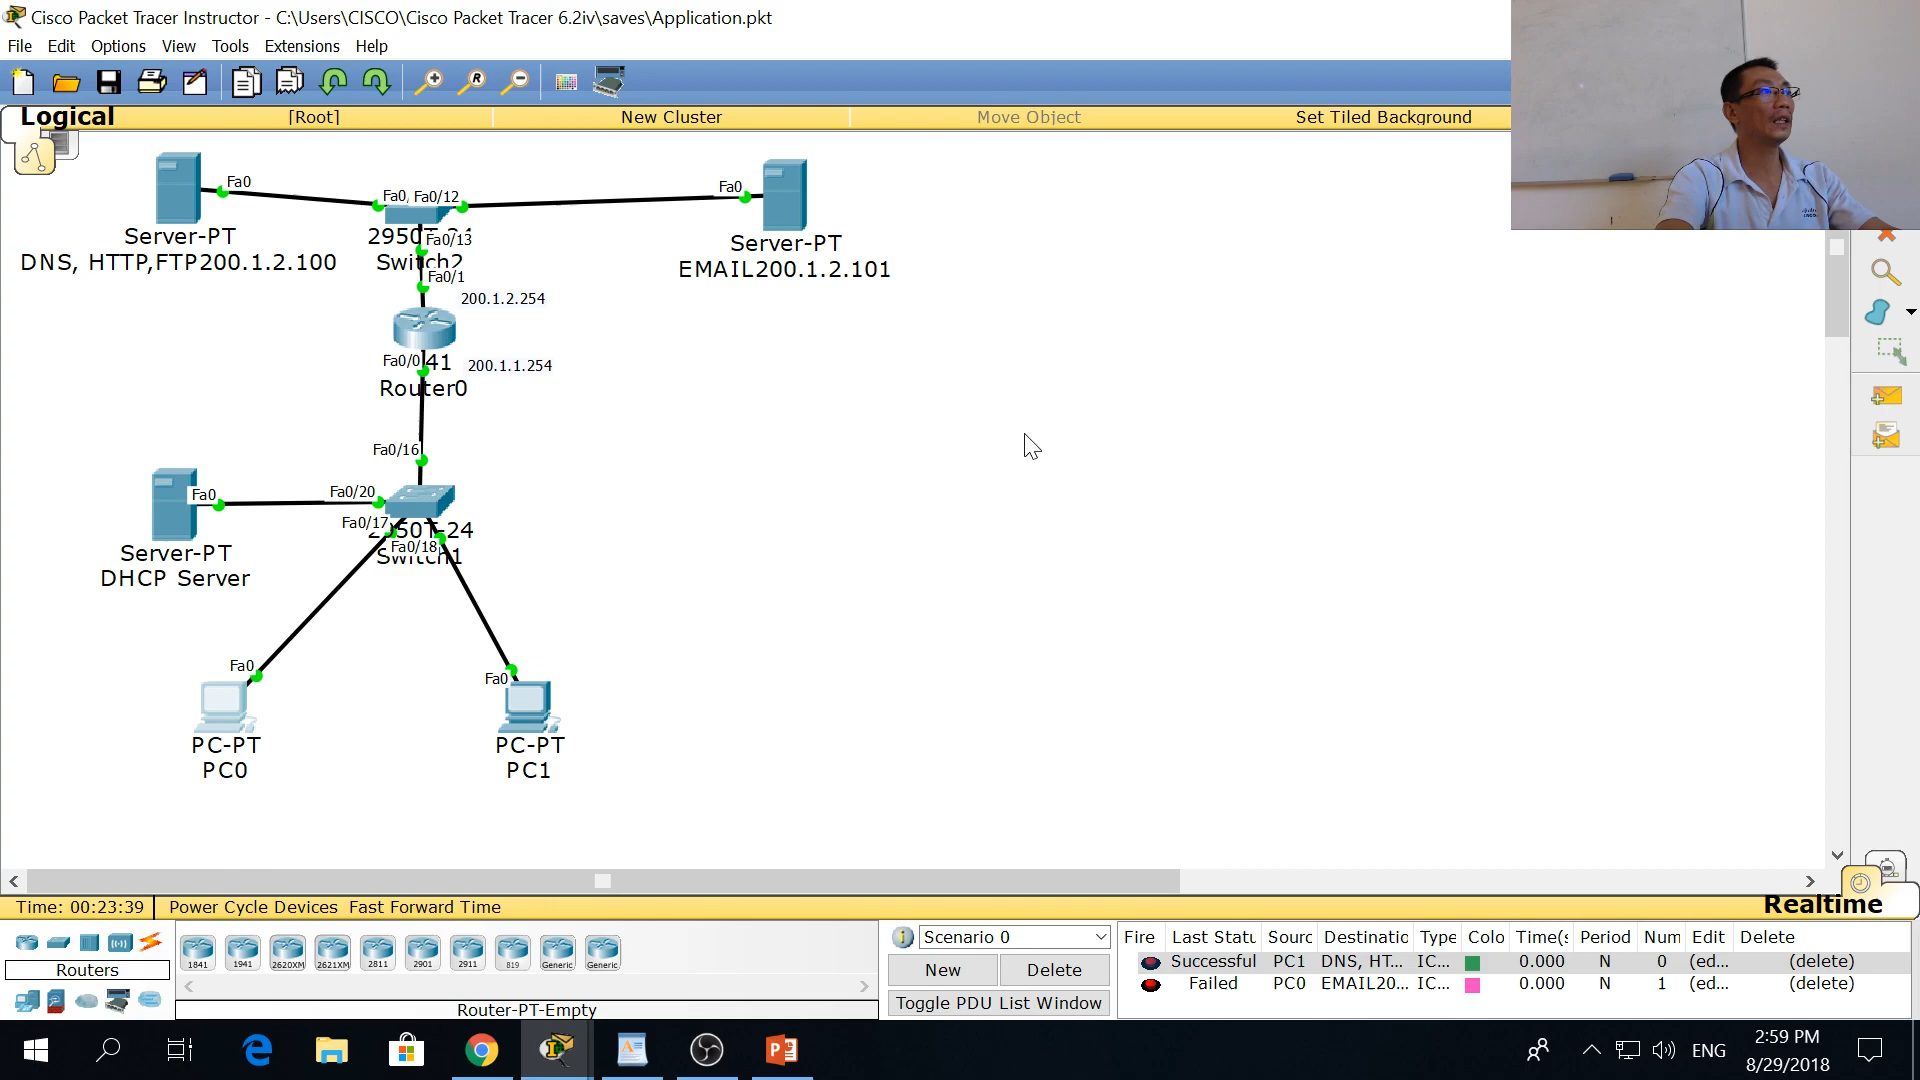 Cisco Packet Tracer Instructor - C:\Users\CISCO\Cisco Packet Tracer 6.2iv\saves\Application.pkt
File Edit Options View Tools Extensions Help
Logical [Root] New Cluster Move Object Set Tiled Background
Fa0
Fa0/
Fa0/12
Fa0
Server-PT
DNS, HTTP,FTP200.1.2.100
2950T-24
Switch2
Fa0/13
Fa0/1
Server-PT
EMAIL200.1.2.101
200.1.2.254
Fa0/0
41
Router0
200.1.1.254
Fa0/16
Fa0
Fa0/20
Fa0/17
2950T-24
Fa0/18
Switch1
Server-PT
DHCP Server
Fa0
Fa0
PC-PT
PC0
PC-PT
PC1
Time: 00:23:39 Power Cycle Devices Fast Forward Time
Realtime
Routers
1841 1941 2620XM 2621XM 2811 2901 2911 819 Generic Generic
Router-PT-Empty
Scenario 0
New Delete
Toggle PDU List Window
Fire Last Statu Sourc Destinatio Type Colo Time(s Period Num Edit Delete
Successful PC1 DNS, HT... IC... 0.000 N 0 (ed... (delete)
Failed PC0 EMAIL20... IC... 0.000 N 1 (ed... (delete)
ENG
2:59 PM
8/29/2018